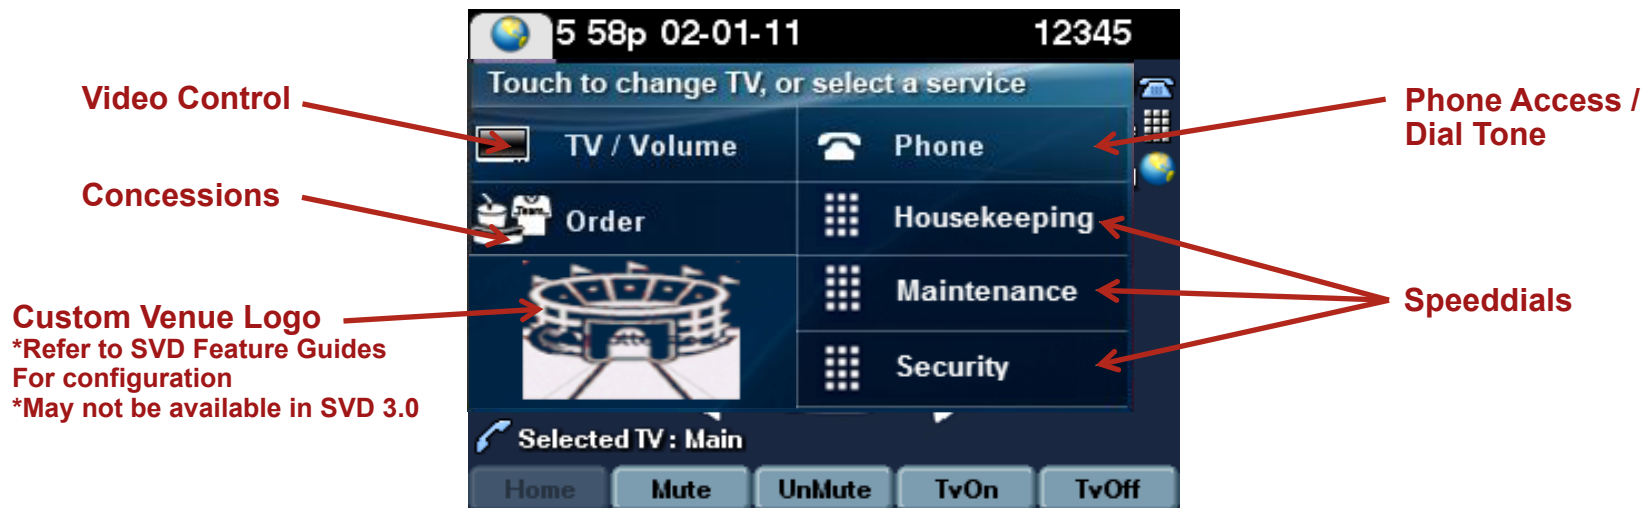 5 58p 02-01-11
12345
Touch to change TV, or select a service
Video Control
TV / Volume
Phone
Phone Access /
Dial Tone
Concessions
Team
Order
Housekeeping
Maintenance
Speeddials
Custom Venue Logo
*Refer to SVD Feature Guides
For configuration
*May not be available in SVD 3.0
Security
Selected TV : Main
Home
Mute
UnMute
TvOn
TvOff